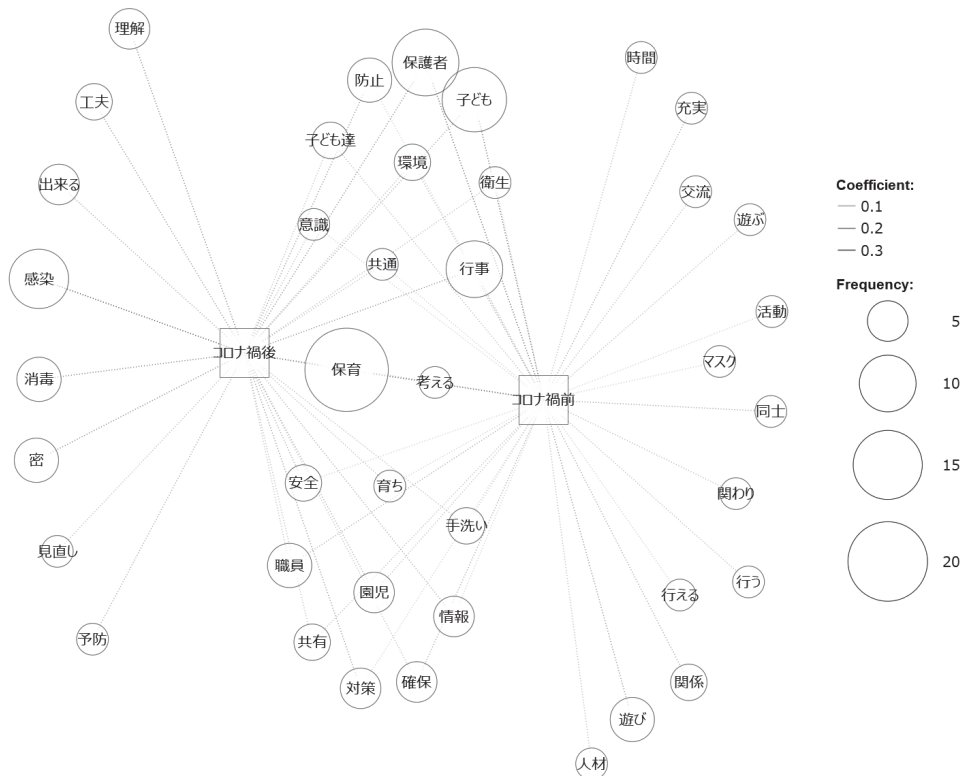 理解
保護者
時間
防止
工夫
子ども
充実
子ども達
環境
出来る
衛生
交流
遊ぶ
意識
共通
行事
感染
活動
コロナ禍後
保育
マスク
消毒
考える
コロナ禍前
同士
密
安全
育ち
関わり
手洗い
見直し
職員
園児
行う
行える
情報
予防
共有
対策
確保
関係
遊び
人材
Coefficient:
0.1
0.2
0.3
Frequency:
5
10
15
20